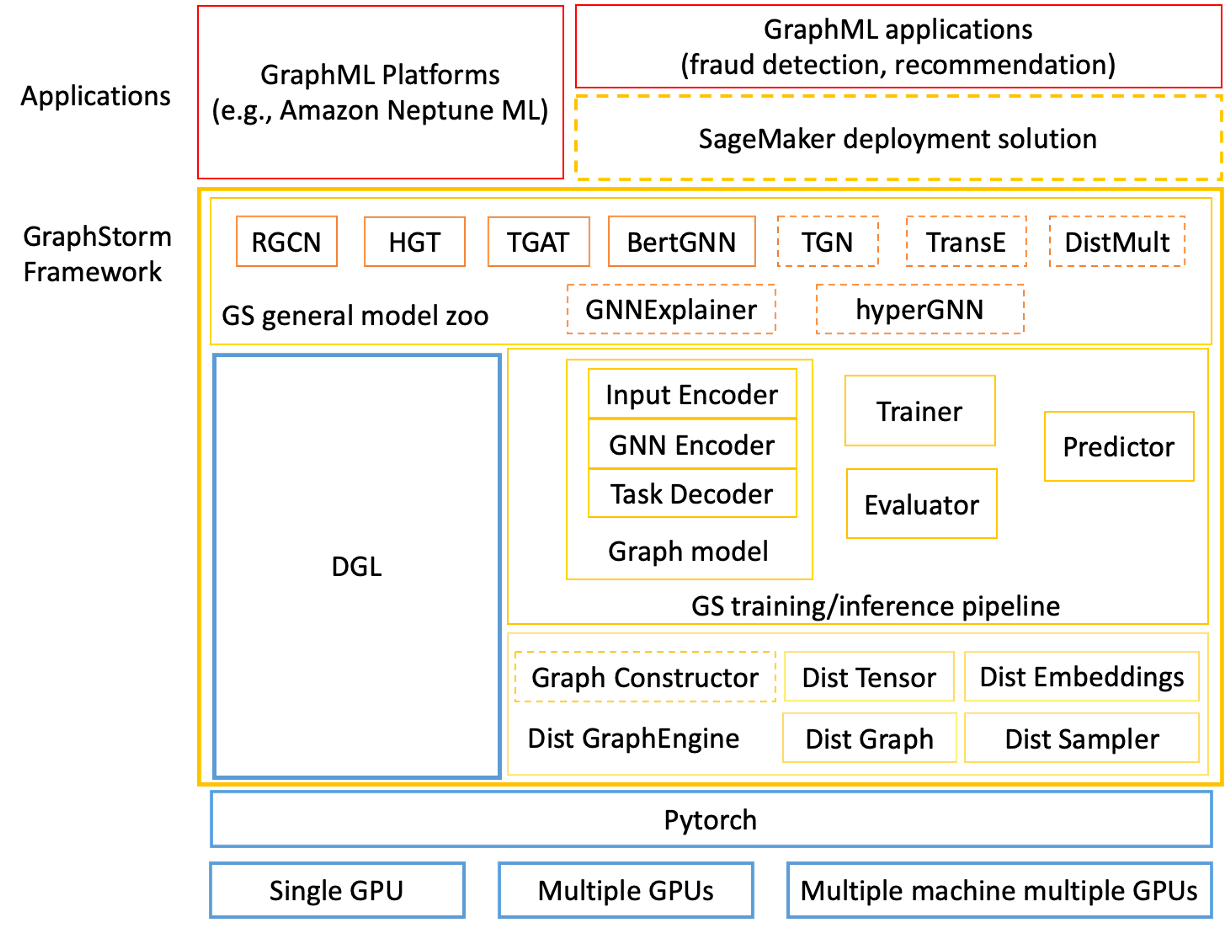 Applications
GraphML Platforms
(e.g., Amazon Neptune ML)
GraphML applications
(fraud detection, recommendation)
SageMaker deployment solution
GraphStorm
Framework
RGCN
HGT
TGAT
BertGNN
TGN
TransE
DistMult
GNNExplainer
hyperGNN
GS general model zoo
DGL
Input Encoder
GNN Encoder
Task Decoder
Graph model
Trainer
Evaluator
Predictor
GS training/inference pipeline
Graph Constructor
Dist Tensor
Dist Embeddings
Dist GraphEngine
Dist Graph
Dist Sampler
Pytorch
Single GPU
Multiple GPUs
Multiple machine multiple GPUs